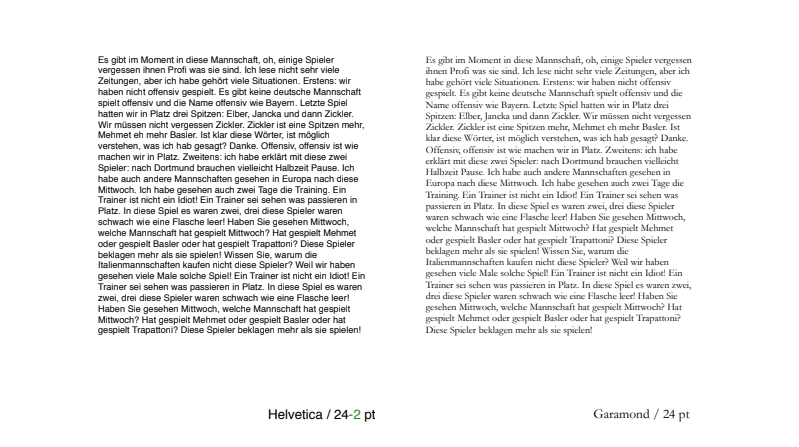 Es gibt im Moment in diese Mannschaft, oh, einige Spieler
vergessen ihnen Profi was sie sind. Ich lese nicht sehr viele
Zeitungen, aber ich habe gehört viele Situationen. Erstens: wir
haben nicht offensiv gespielt. Es gibt keine deutsche Mannschaft
spielt offensiv und die Name offensiv wie Bayern. Letzte Spiel
hatten wir in Platz drei Spitzen: Elber, Jancka und dann Zickler.
Wir müssen nicht vergessen Zickler. Zickler ist eine Spitzen mehr,
Mehmet eh mehr Basler. Ist klar diese Wörter, ist möglich
verstehen, was ich hab gesagt? Danke. Offensiv, offensiv ist wie
machen wir in Platz. Zweitens: ich habe erklärt mit diese zwei
Spieler: nach Dortmund brauchen vielleicht Halbzeit Pause. Ich
habe auch andere Mannschaften gesehen in Europa nach diese
Mittwoch. Ich habe gesehen auch zwei Tage die Training. Ein
Trainer ist nicht ein Idiot! Ein Trainer sei sehen was passieren in
Platz. In diese Spiel es waren zwei, drei diese Spieler waren
schwach wie eine Flasche leer! Haben Sie gesehen Mittwoch,
welche Mannschaft hat gespielt Mittwoch? Hat gespielt Mehmet
oder gespielt Basler oder hat gespielt Trapattoni? Diese Spieler
beklagen mehr als sie spielen! Wissen Sie, warum die
Italienmannschaften kaufen nicht diese Spieler? Weil wir haben
gesehen viele Male solche Spiel! Ein Trainer ist nicht ein Idiot! Ein
Trainer sei sehen was passieren in Platz. In diese Spiel es waren
zwei, drei diese Spieler waren schwach wie eine Flasche leer!
Haben Sie gesehen Mittwoch, welche Mannschaft hat gespielt
Mittwoch? Hat gespielt Mehmet oder gespielt Basler oder hat
gespielt Trapattoni? Diese Spieler beklagen mehr als sie spielen!
Helvetica / 24-2 pt
Es gibt im Moment in diese Mannschaft, oh, einige Spieler vergessen
ihnen Profi was sie sind. Ich lese nicht sehr viele Zeitungen, aber ich
habe gehört viele Situationen. Erstens: wir haben nicht offensiv
gespielt. Es gibt keine deutsche Mannschaft spielt offensiv und die
Name offensiv wie Bayern. Letzte Spiel hatten wir in Platz drei
Spitzen: Elber, Jancka und dann Zickler. Wir müssen nicht vergessen
Zickler. Zickler ist eine Spitzen mehr, Mehmet eh mehr Basler. Ist
klar diese Wörter, ist möglich verstehen, was ich hab gesagt? Danke.
Offensiv, offensiv ist wie machen wir in Platz. Zweitens: ich habe
erklärt mit diese zwei Spieler: nach Dortmund brauchen vielleicht
Halbzeit Pause. Ich habe auch andere Mannschaften gesehen in
Europa nach diese Mittwoch. Ich habe gesehen auch zwei Tage die
Training. Ein Trainer ist nicht ein Idiot! Ein Trainer sei sehen was
passieren in Platz. In diese Spiel es waren zwei, drei diese Spieler
waren schwach wie eine Flasche leer! Haben Sie gesehen Mittwoch,
welche Mannschaft hat gespielt Mittwoch? Hat gespielt Mehmet
oder gespielt Basler oder hat gespielt Trapattoni? Diese Spieler
beklagen mehr als sie spielen! Wissen Sie, warum die
Italienmannschaften kaufen nicht diese Spieler? Weil wir haben
gesehen viele Male solche Spiel! Ein Trainer ist nicht ein Idiot! Ein
Trainer sei sehen was passieren in Platz. In diese Spiel es waren zwei,
drei diese Spieler waren schwach wie eine Flasche leer! Haben Sie
gesehen Mittwoch, welche Mannschaft hat gespielt Mittwoch? Hat
gespielt Mehmet oder gespielt Basler oder hat gespielt Trapattoni?
Diese Spieler beklagen mehr als sie spielen!
Garamond / 24 pt